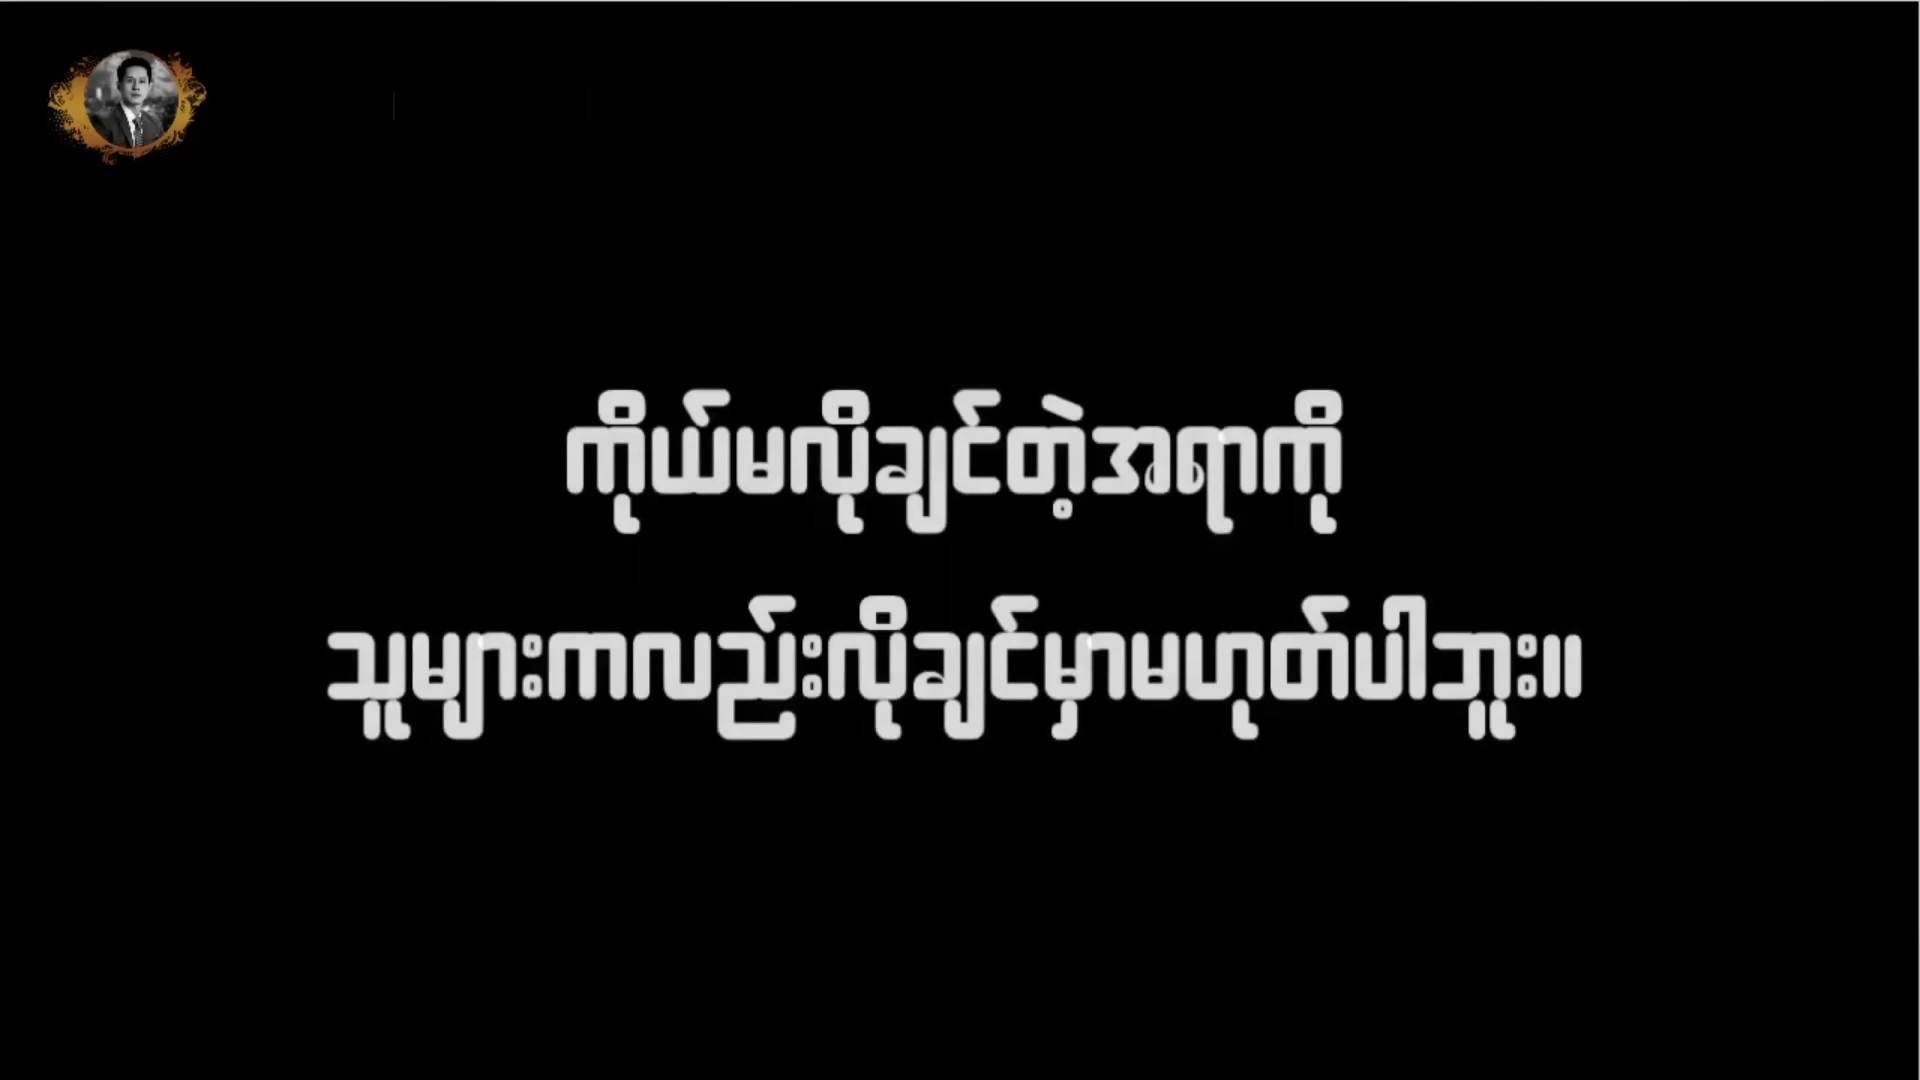 ကိုယ်မလိုချင်တဲ့အရာကို
သူများကလည်းလိုချင်မှာမဟုတ်ပါဘူး။